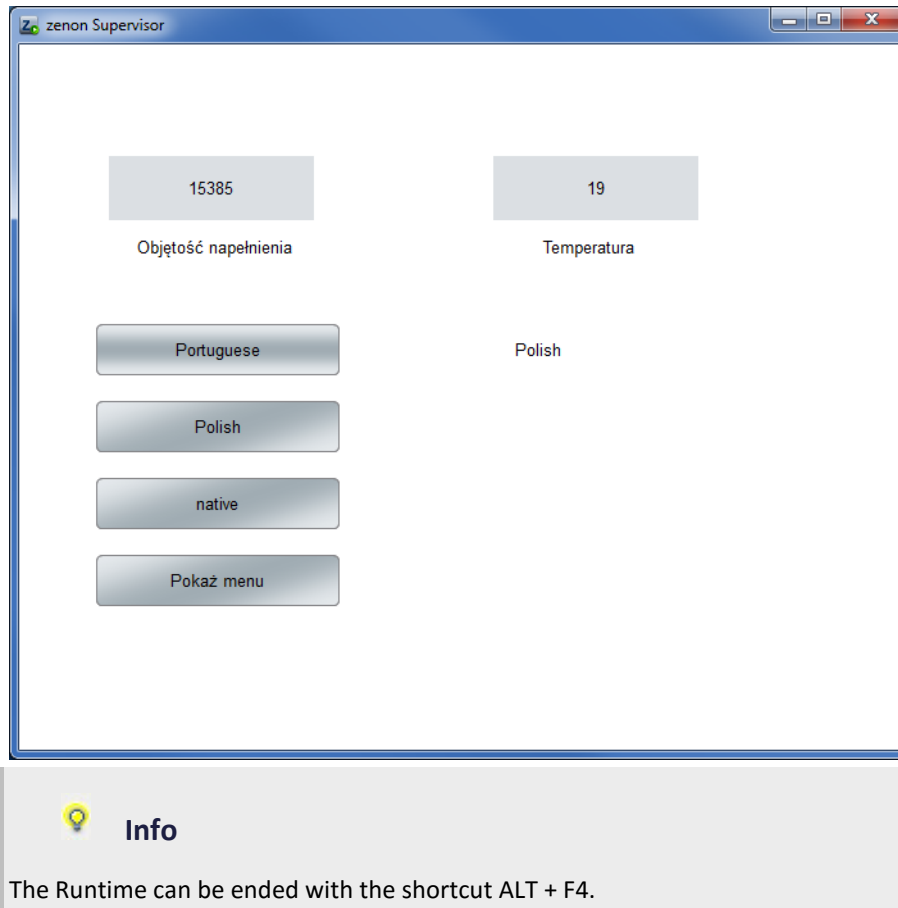 zenon Supervisor
15385
19
Objętość napełnienia
Temperatura
Portuguese
Polish
Polish
native
Pokaż menu
Info
The Runtime can be ended with the shortcut ALT + F4.